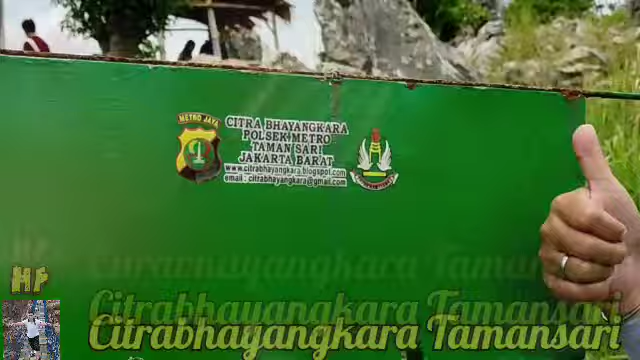 METRO JAYA
CITRA BHAYANGKARA
POLSEK METRO
TAMAN SARI
JAKARTA BARAT
www.citrabhayangkara.blogspot.com
email : citrabhayangkara@gmail.com
HP
Citrabhayangkara Tamansari
Citrabhayangkara Tamansari